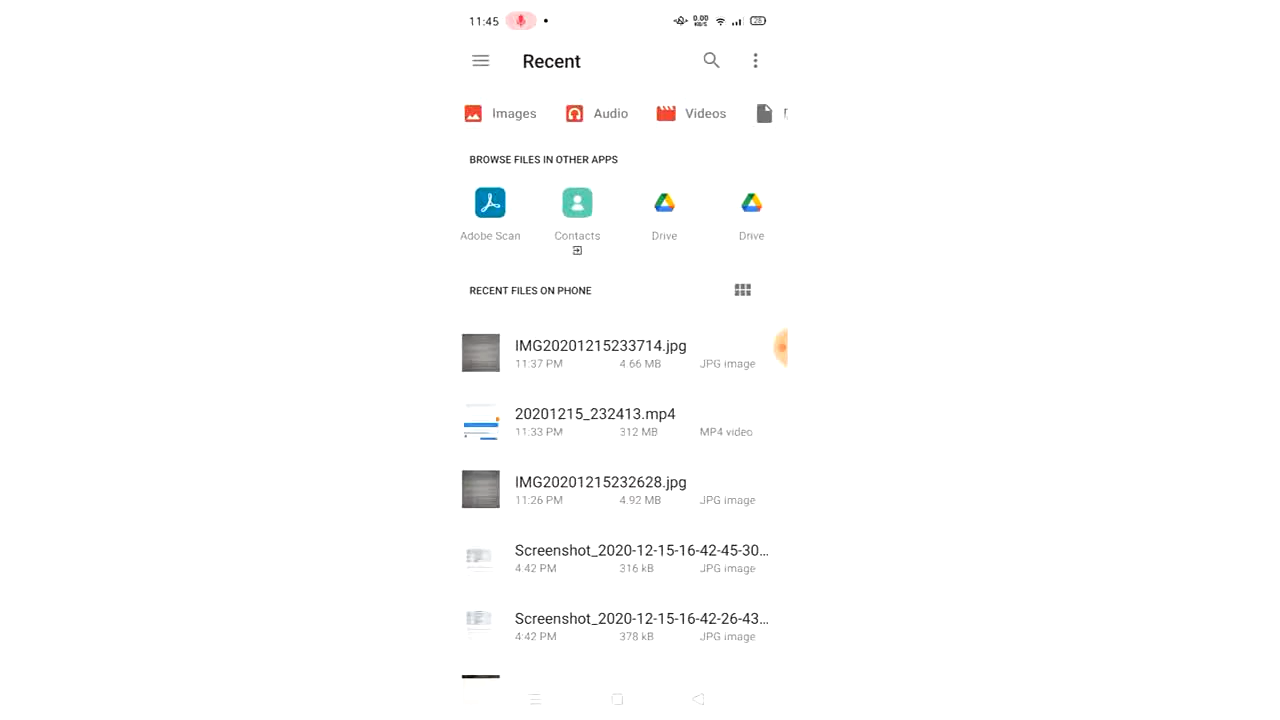 11:45 0.00 KB/S 26
Recent
Images Audio Videos
BROWSE FILES IN OTHER APPS
Adobe Scan Contacts Drive Drive
RECENT FILES ON PHONE
IMG20201215233714.jpg
11:37 PM 4.66 MB JPG image
20201215_232413.mp4
11:33 PM 312 MB MP4 video
IMG20201215232628.jpg
11:26 PM 4.92 MB JPG image
Screenshot_2020-12-15-16-42-45-30...
4:42 PM 316 kB JPG image
Screenshot_2020-12-15-16-42-26-43...
4:42 PM 378 kB JPG image